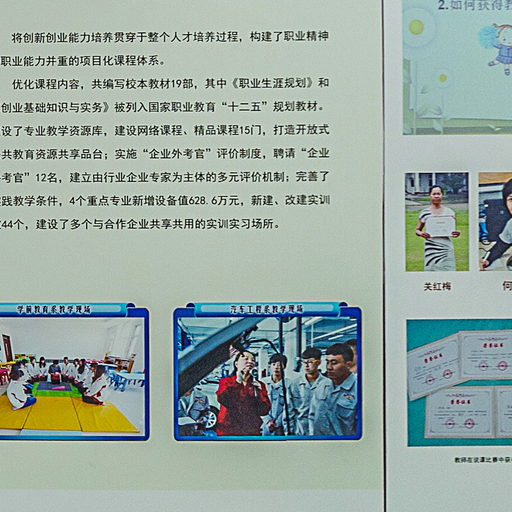 将创新创业能力培养贯穿于整个人才培养过程，构建了职业精神
职业能力并重的项目化课程体系。
优化课程内容，共编写校本教材19部，其中《职业生涯规划》和
创业基础知识与实务》被列入国家职业教育“十二五”规划教材。
设了专业教学资源库，建设网络课程、精品课程15门，打造开放式
共教育资源共享品台；实施“企业外考官”评价制度，聘请“企业
考官”12名，建立由行业企业专家为主体的多元评价机制；完善了
践教学条件，4个重点专业新增设备值628.6万元，新建、改建实训
44个，建设了多个与合作企业共享共用的实训实习场所。
学前教育系教学现场
汽车工程系教学现场
2.如何获得教
关红梅
何
荣誉证书
荣誉证书
荣誉证书
教师在说课比赛中获